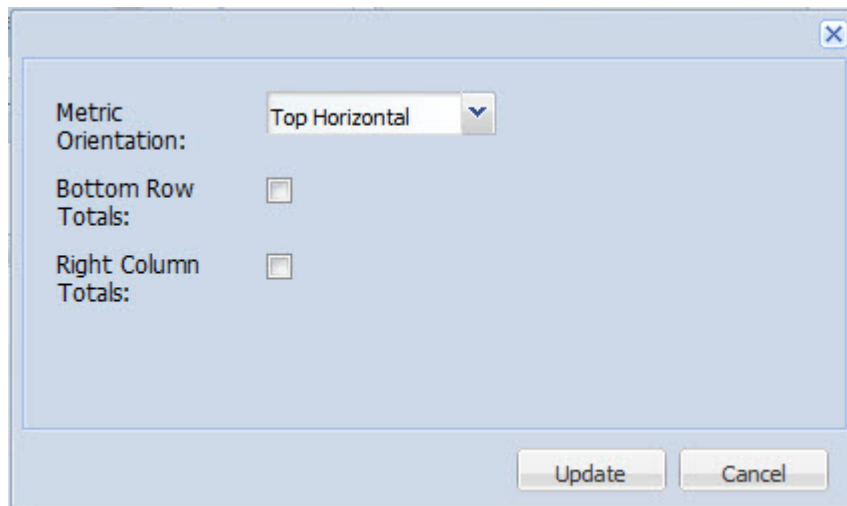 Metric
Orientation:
Top Horizontal
Bottom Row
Totals:
Right Column
Totals:
Update Cancel